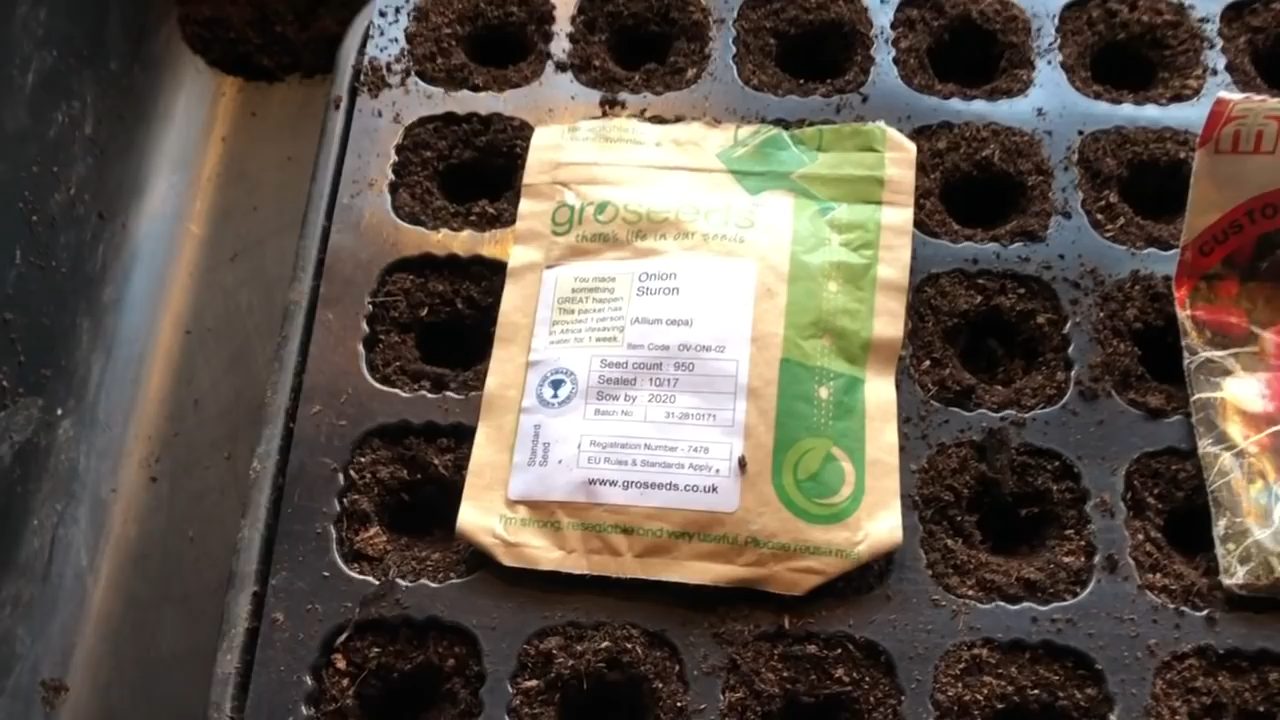 groseeds
there's life in our seeds
You made
something
GREAT happen
This packet has
provided 1 person
in Africa lifesaving
water for 1 week.
Onion
Sturon
(Allium cepa)
Item Code : OV-ONI-02
Seed count : 950
Sealed : 10/17
Sow by : 2020
Batch No 31-2810171
Standard
Seed
Registration Number - 7478
EU Rules & Standards Apply
www.groseeds.co.uk
I'm strong, resealable and very useful. Please reuse me!
CUSTO